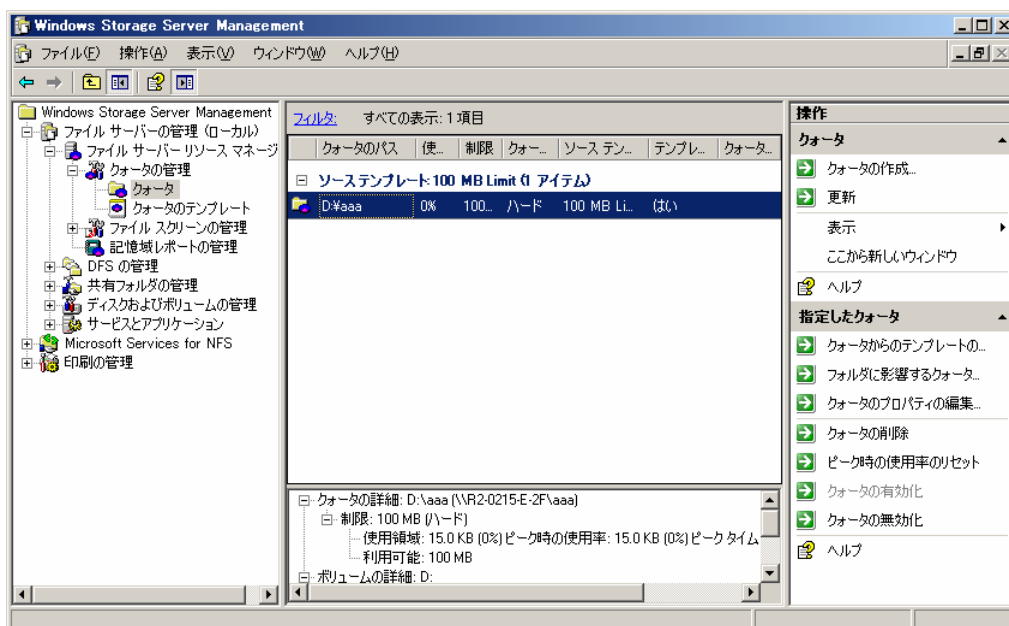 Windows Storage Server Management
ファイル(F) 操作(A) 表示(V) ウィンドウ(W) ヘルプ(H)
Windows Storage Server Management
ファイル サーバーの管理 (ローカル)
ファイル サーバー リソース マネージ
クォータの管理
クォータ
クォータのテンプレート
ファイル スクリーンの管理
記憶域レポートの管理
DFS の管理
共有フォルダの管理
ディスクおよびボリュームの管理
サービスとアプリケーション
Microsoft Services for NFS
印刷の管理
フィルタ: すべての表示: 1 項目
クォータのパス 使... 制限 クォー... ソース テン... テンプレ... クォータ...
ソース テンプレート: 100 MB Limit (1 アイテム)
D:¥aaa 0% 100... ハード 100 MB Li... はい
クォータの詳細: D:\aaa (\\R2-0215-E-2F\aaa)
制限: 100 MB (ハード)
使用領域: 15.0 KB (0%) ピーク時の使用率: 15.0 KB (0%) ピーク タイム
利用可能: 100 MB
ボリュームの詳細: D:
操作
クォータ
クォータの作成...
更新
表示
ここから新しいウィンドウ
ヘルプ
指定したクォータ
クォータからのテンプレートの...
フォルダに影響するクォータ...
クォータのプロパティの編集...
クォータの削除
ピーク時の使用率のリセット
クォータの有効化
クォータの無効化
ヘルプ